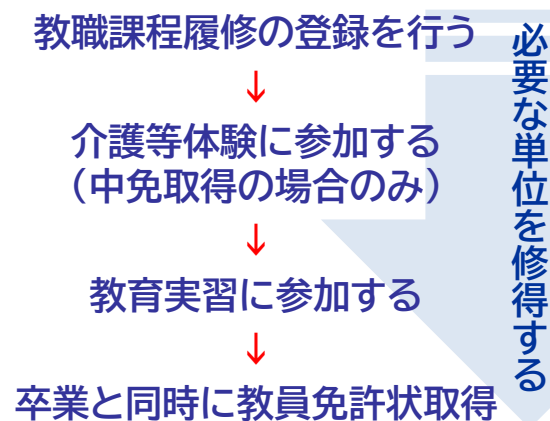 教職課程履修の登録を行う
↓
介護等体験に参加する
（中免取得の場合のみ）
↓
教育実習に参加する
↓
卒業と同時に教員免許状取得
必要な単位を修得する